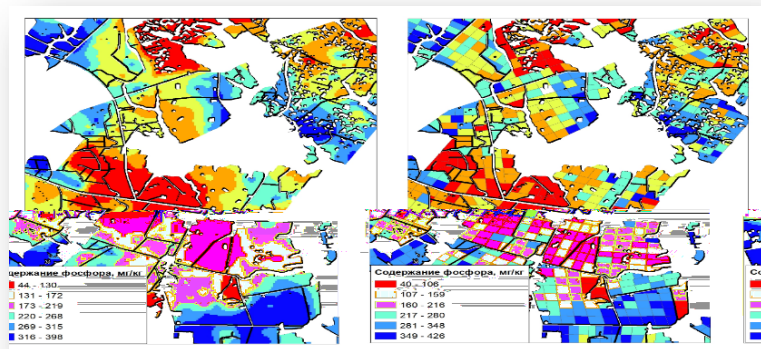 одержание фосфора, мг/кг
44 - 130
131 - 172
173 - 219
220 - 268
269 - 315
316 - 398
Содержание фосфора, мг/кг
40 - 106
107 - 159
160 - 216
217 - 280
281 - 348
349 - 426
Со